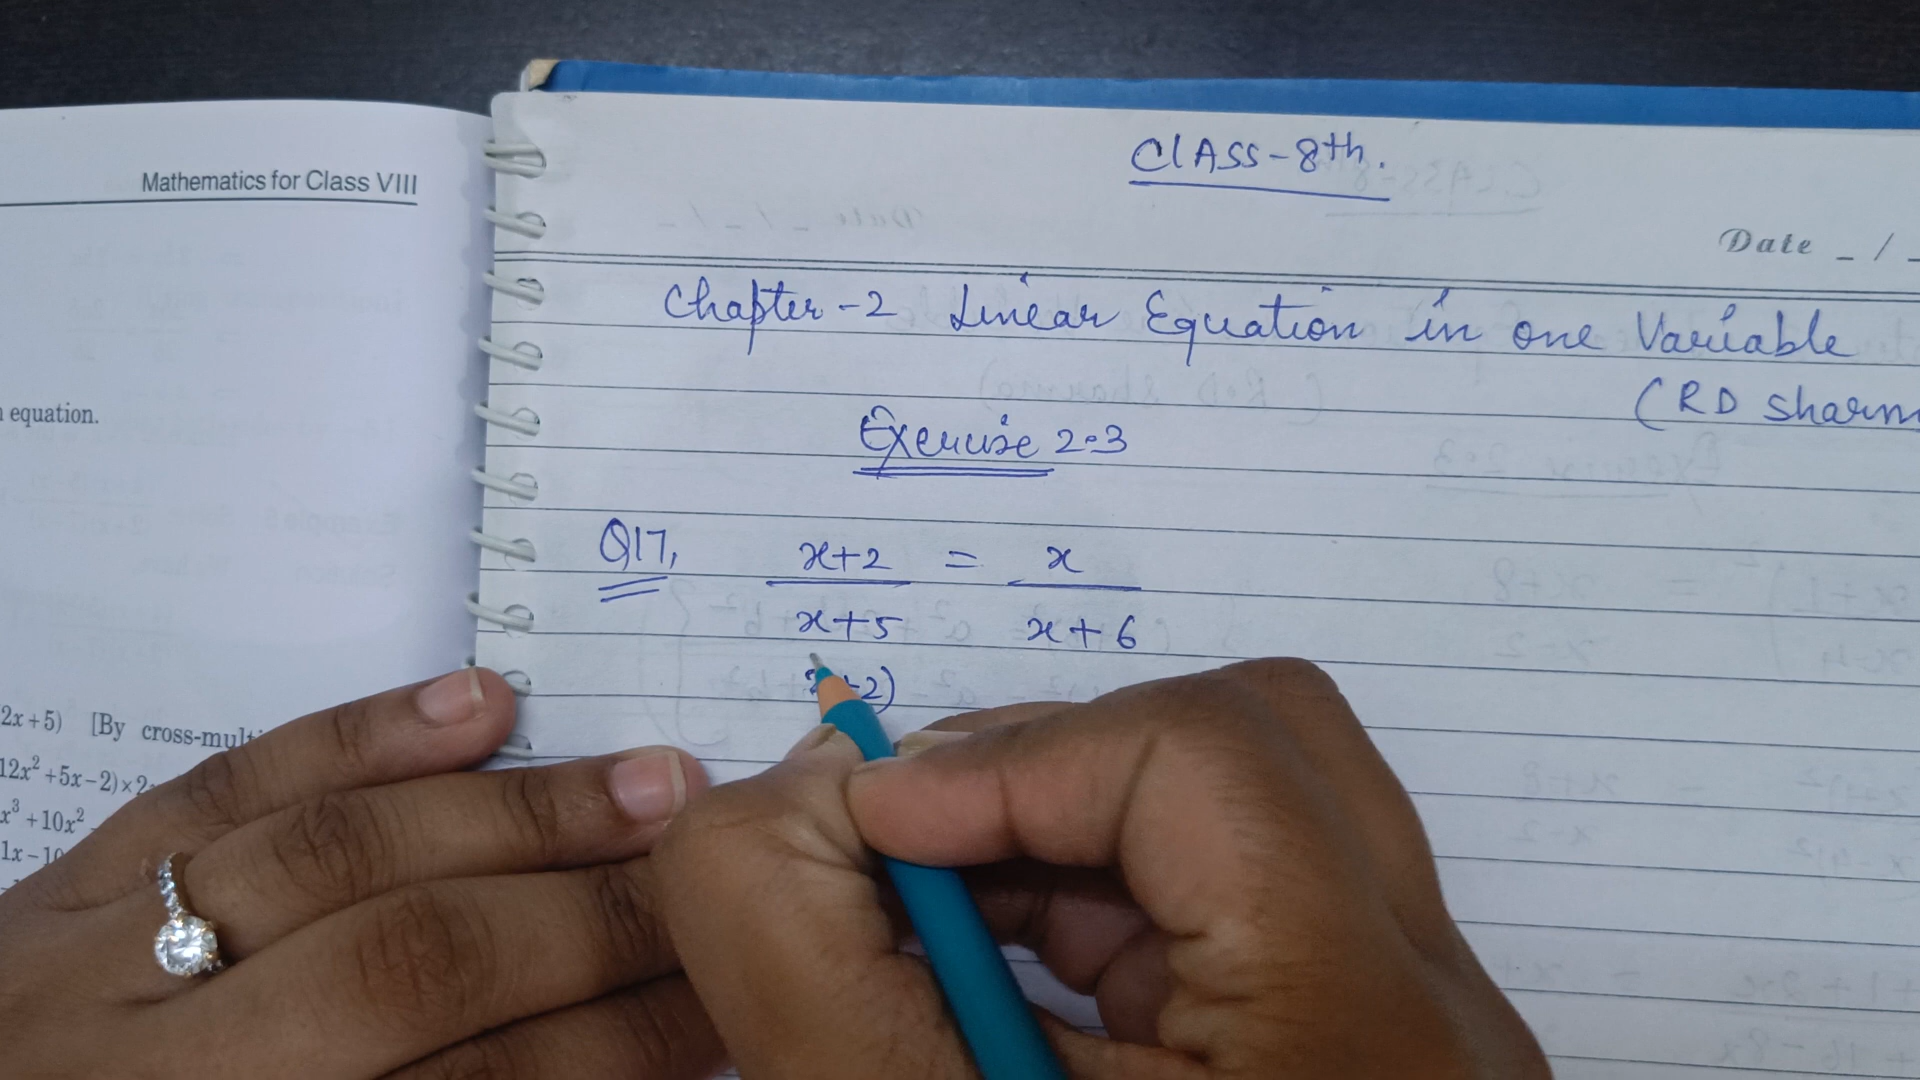 Mathematics for Class VIII
equation.
2x+5) [By cross-multi
12x² +5x-2)×2
x³ +10x²
1x-10
ClASS-8th.
Date _ / _
Chapter-2 Linear Equation in one Variable
(RD Sharm
Exercise 2.3
Q17, x+2 = x
x+5 x+6
+2)